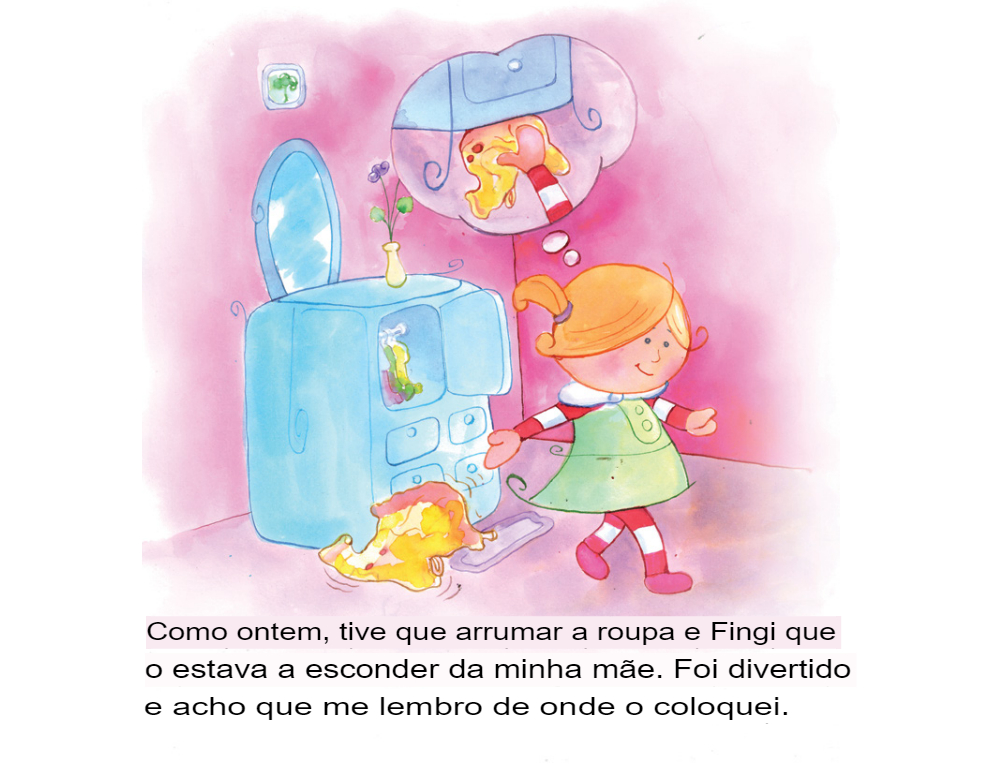 Como ontem, tive que arrumar a roupa e Fingi que
o estava a esconder da minha mãe. Foi divertido
e acho que me lembro de onde o coloquei.